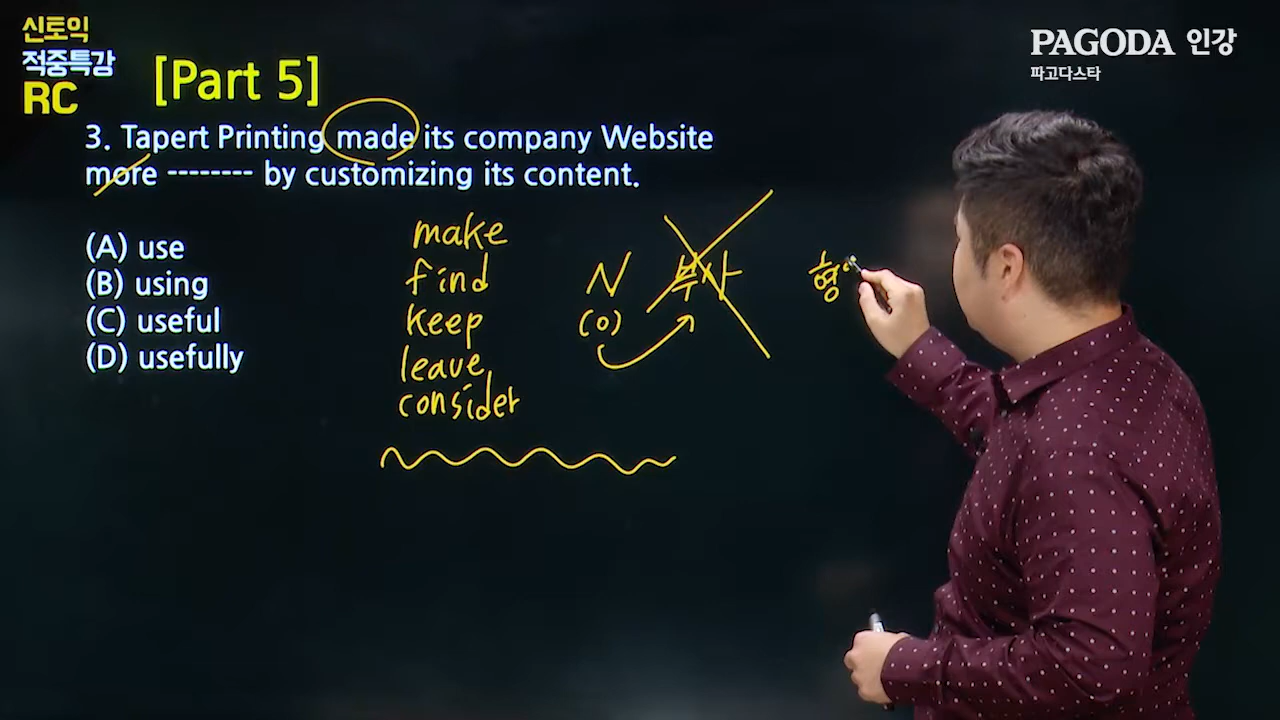 신토익
적중특강
RC
[Part 5]
PAGODA 인강
파고다스타
3. Tapert Printing made its company Website
more -------- by customizing its content.
(A) use
(B) using
(C) useful
(D) usefully
make
find
keep
leave
consider
N
(o)
부사
형